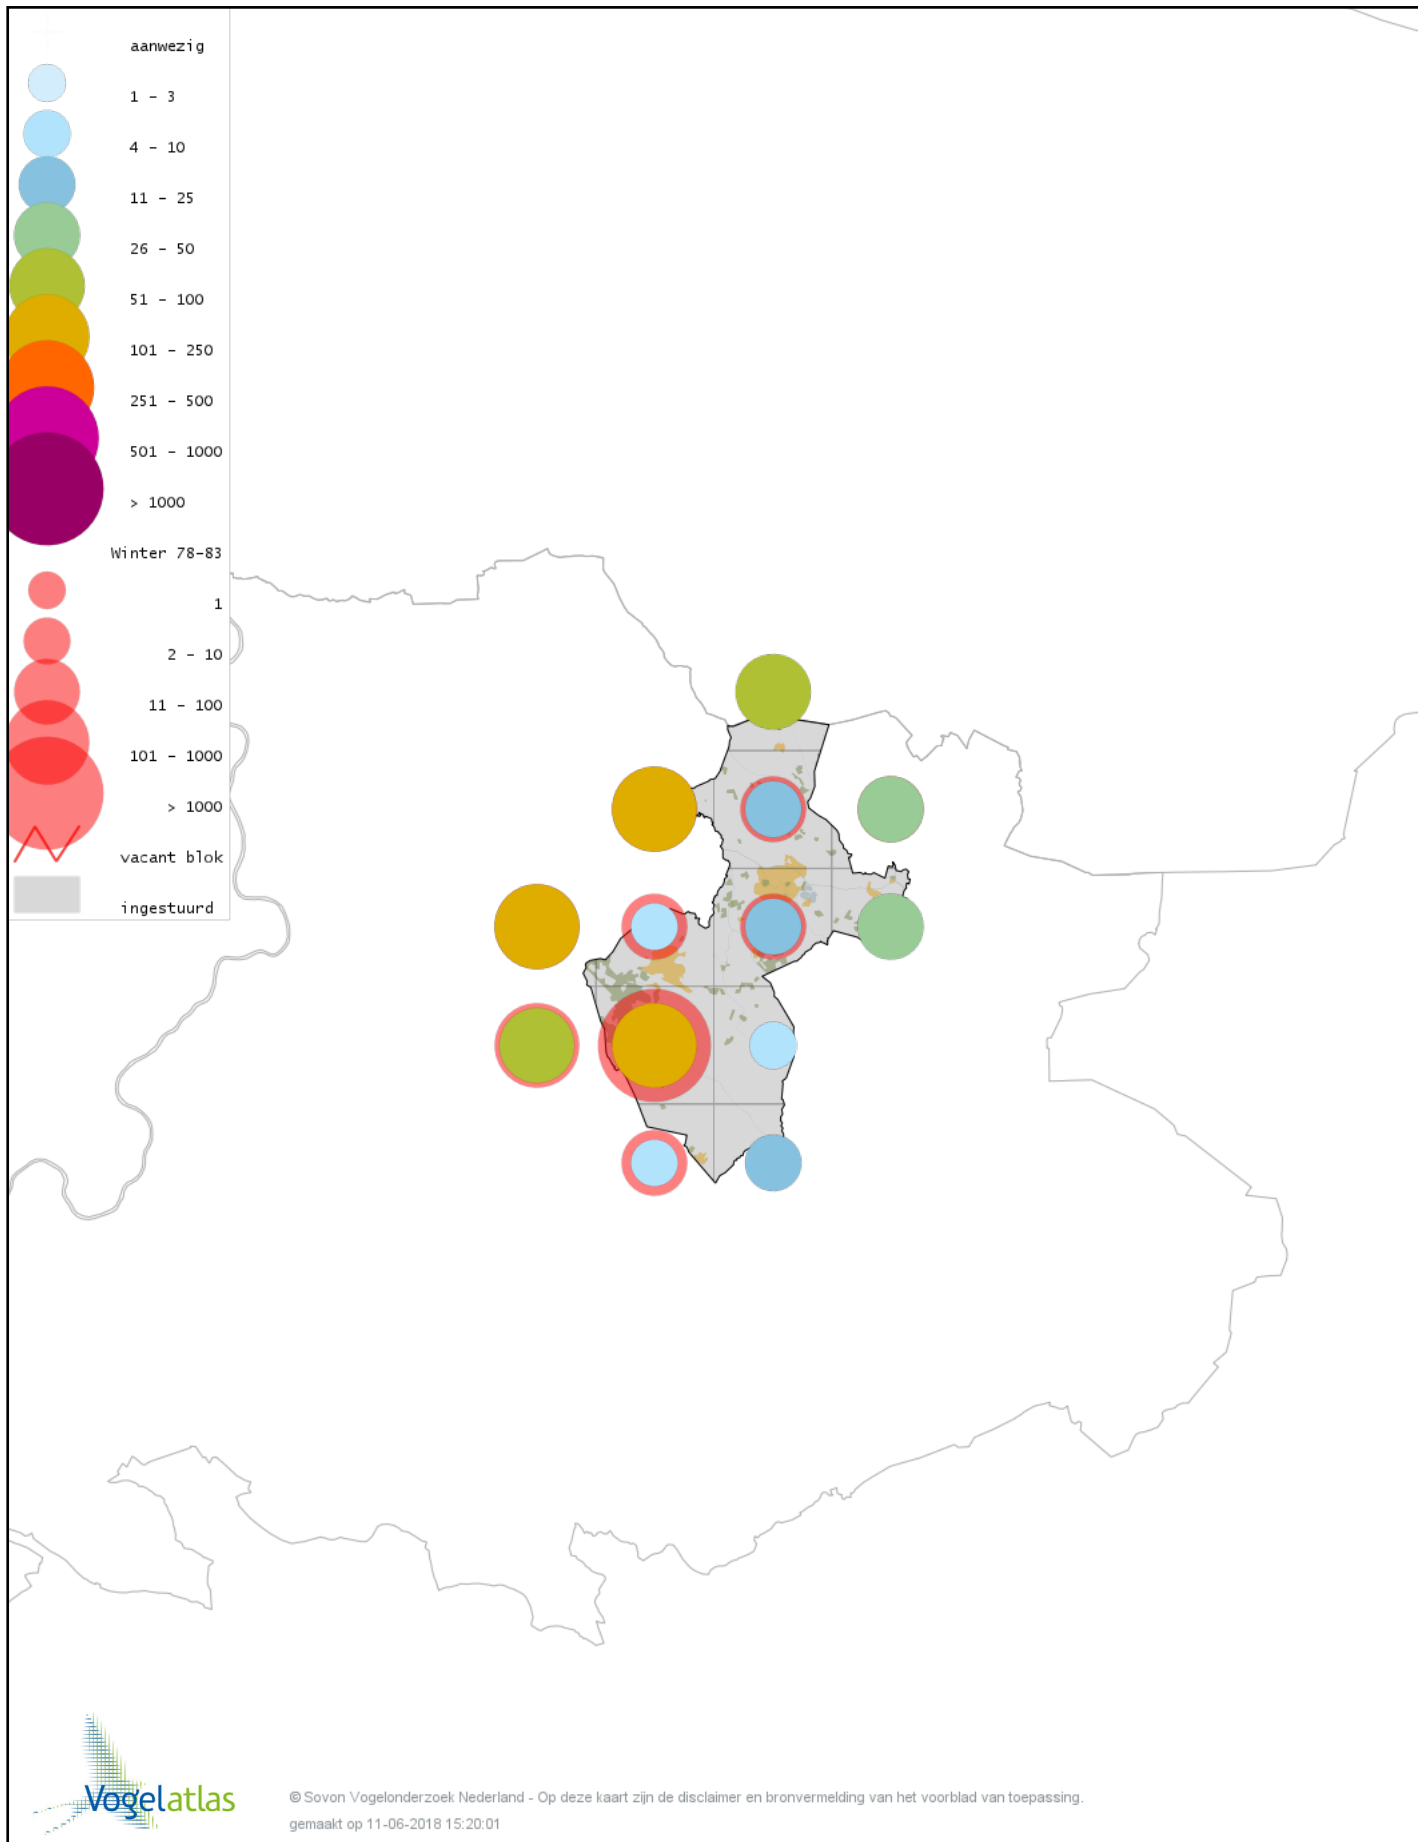 aanwezig
1 - 3
4 - 10
11 - 25
26 - 50
51 - 100
101 - 250
251 - 500
501 - 1000
> 1000
Winter 78-83
1
2 - 10
11 - 100
101 - 1000
> 1000
vacant blok
ingestuurd
Vogelatlas
© Sovon Vogelonderzoek Nederland - Op deze kaart zijn de disclaimer en bronvermelding van het voorblad van toepassing.
gemaakt op 11-06-2018 15:20:01